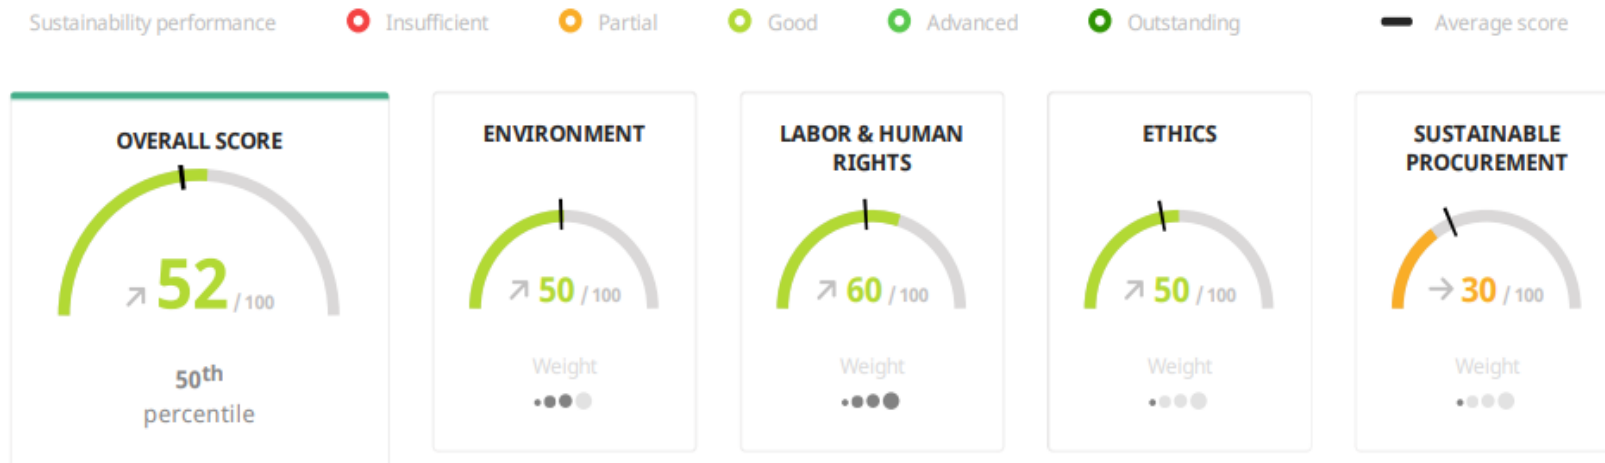 Sustainability performance Insufficient Partial Good Advanced Outstanding Average score
OVERALL SCORE
52 / 100
50th
percentile
ENVIRONMENT
50 / 100
Weight
LABOR & HUMAN
RIGHTS
60 / 100
Weight
ETHICS
50 / 100
Weight
SUSTAINABLE
PROCUREMENT
30 / 100
Weight